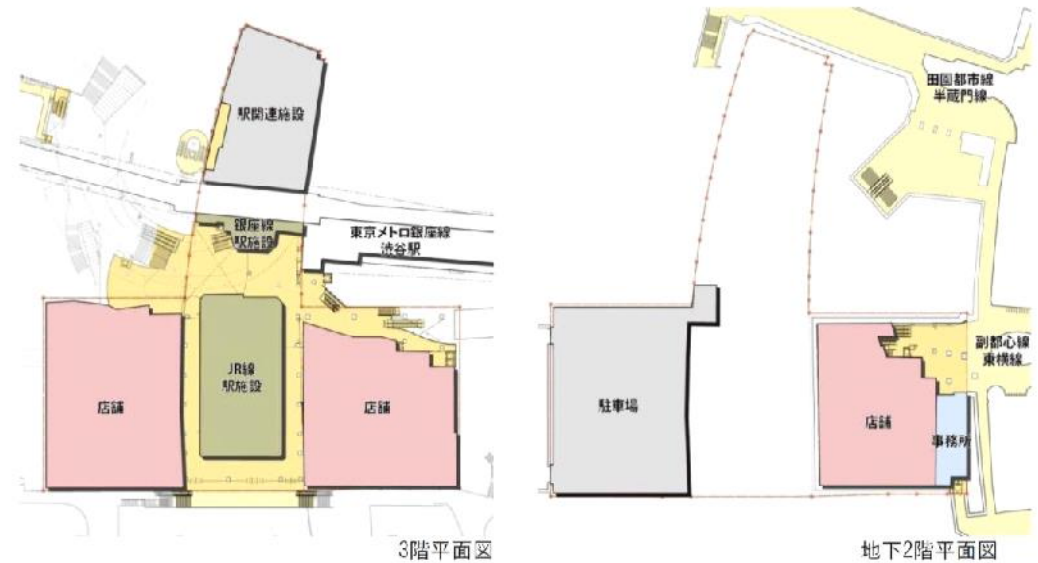 駅関連施設
銀座線
駅施設
東京メトロ銀座線
渋谷駅
JR線
駅施設
店舗
店舗
3階平面図
田園都市線
半蔵門線
副都心線
東横線
駐車場
店舗
事務所
地下2階平面図